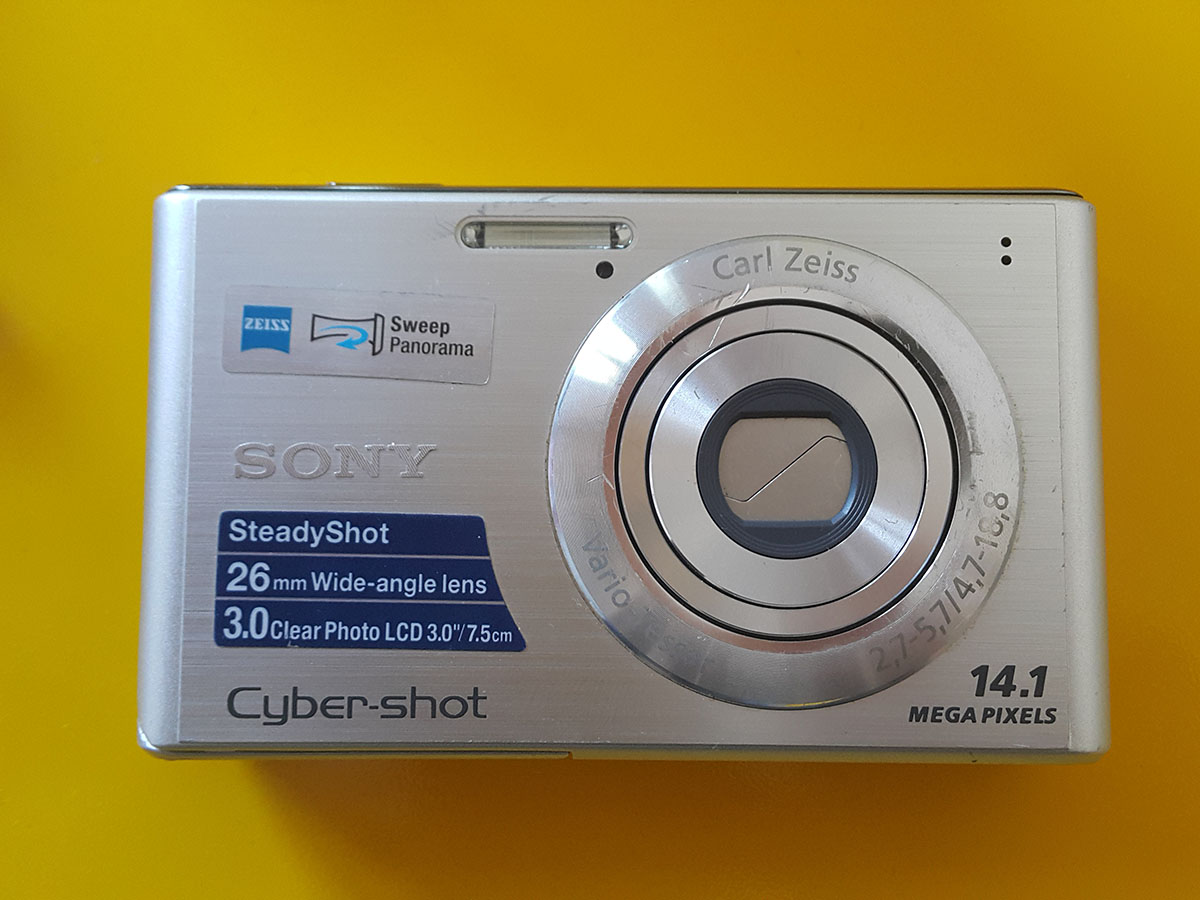 Carl Zeiss
ZEISS
Sweep
Panorama
SONY
SteadyShot
26mm Wide-angle lens
3.0 Clear Photo LCD 3.0"/7.5cm
Vario
2,7-5,7/4,7-18,8
Cyber-shot
14.1
MEGA PIXELS